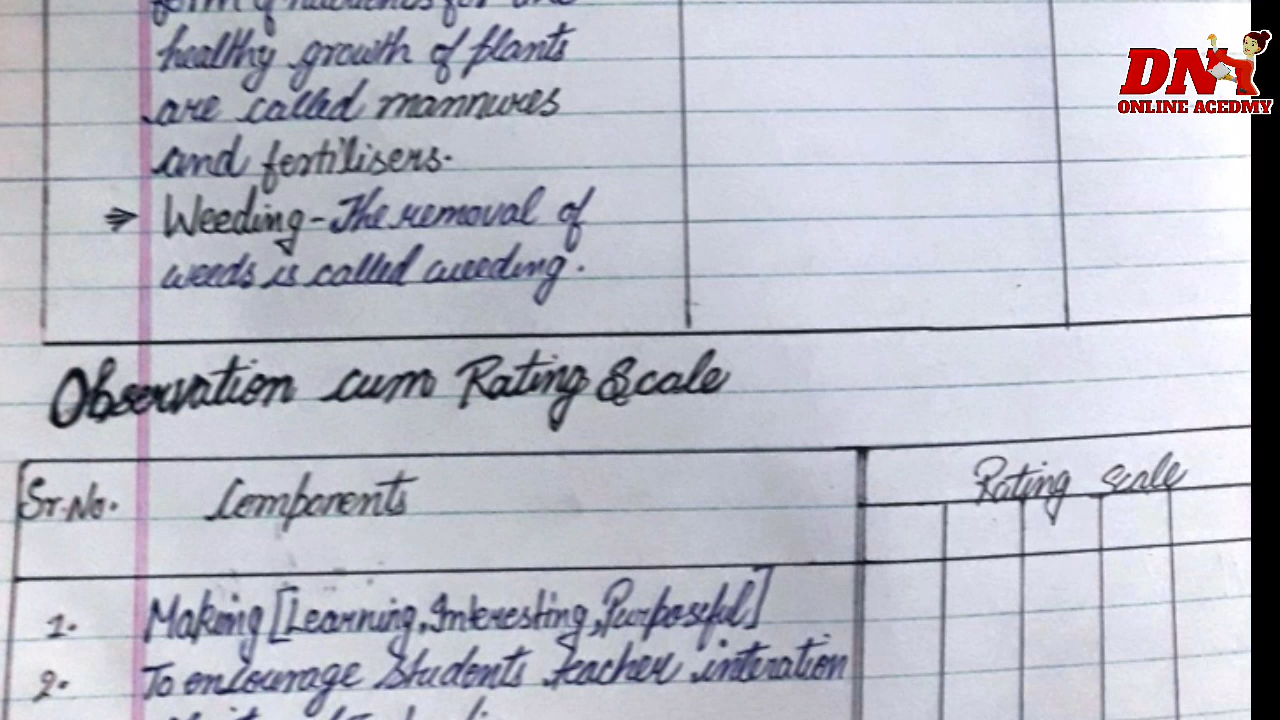 healthy growth of plants
are called mannures
and fertilisers.
⇒ Weeding - The removal of
weeds is called weeding.
Observation cum Rating Scale
Sr. No. Components Rating Scale
1. Making [Learning, Interesting, Purposeful]
2. To encourage Students teacher interation
DNA
ONLINE ACEDMY